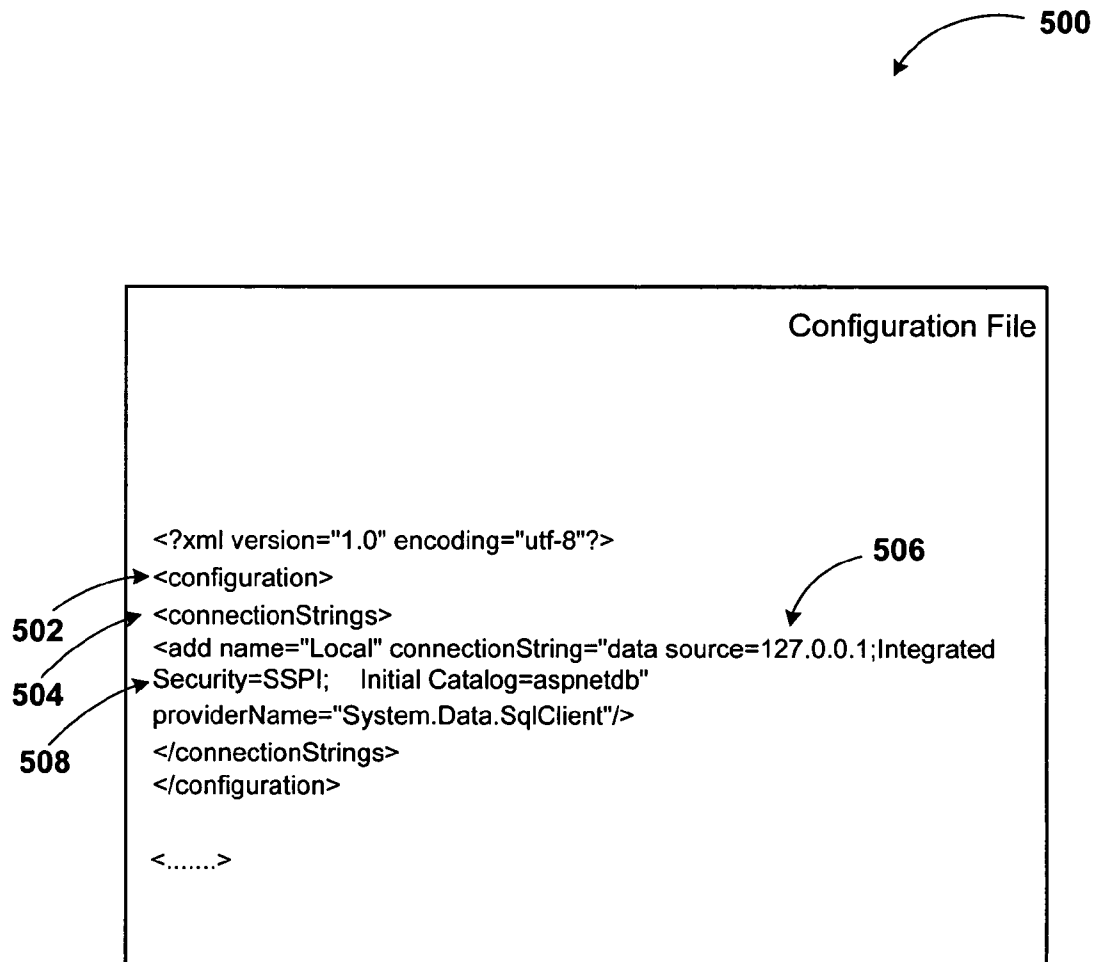 500
Configuration File
<?xml version="1.0" encoding="utf-8"?>
506
<configuration>
502
<connectionStrings>
<add name="Local" connectionString="data source=127.0.0.1;Integrated
504
Security=SSPI;    Initial Catalog=aspnetdb"
providerName="System.Data.SqlClient"/>
508
</connectionStrings>
</configuration>
<.......>